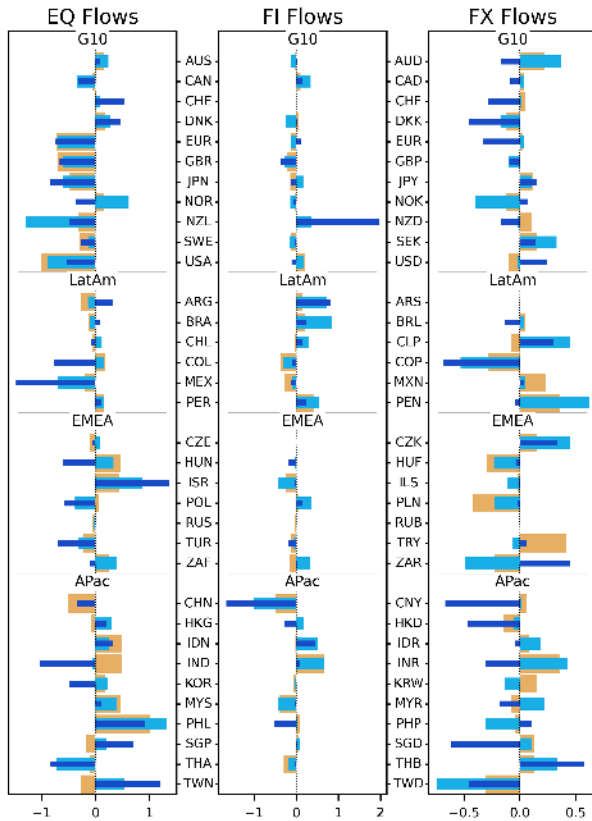 EQ Flows FI Flows FX Flows
G10 G10 G10
AUS AUD
CAN CAD
CHF CHF
DNK DKK
EUR EUR
GBR GBP
JPN JPY
NOR NOK
NZL NZD
SWE SEK
USA USD
LatAm LatAm LatAm
ARG ARS
BRA BRL
CHL CLP
COL COP
MEX MXN
PER PEN
EMEA EMEA EMEA
CZE CZK
HUN HUF
ISR ILS
POL PLN
RUS RUB
TUR TRY
ZAF ZAR
APac APac APac
CHN CNY
HKG HKD
IDN IDR
IND INR
KOR KRW
MYS MYR
PHL PHP
SGP SGD
THA THB
TWN TWD
−1 0 1 −1 0 1 2 −0.5 0.0 0.5